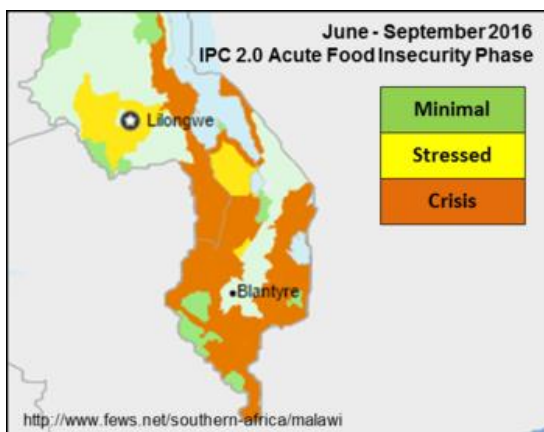 June - September 2016
IPC 2.0 Acute Food Insecurity Phase
Minimal
Stressed
Crisis
Lilongwe
Blantyre
http://www.fews.net/southern-africa/malawi